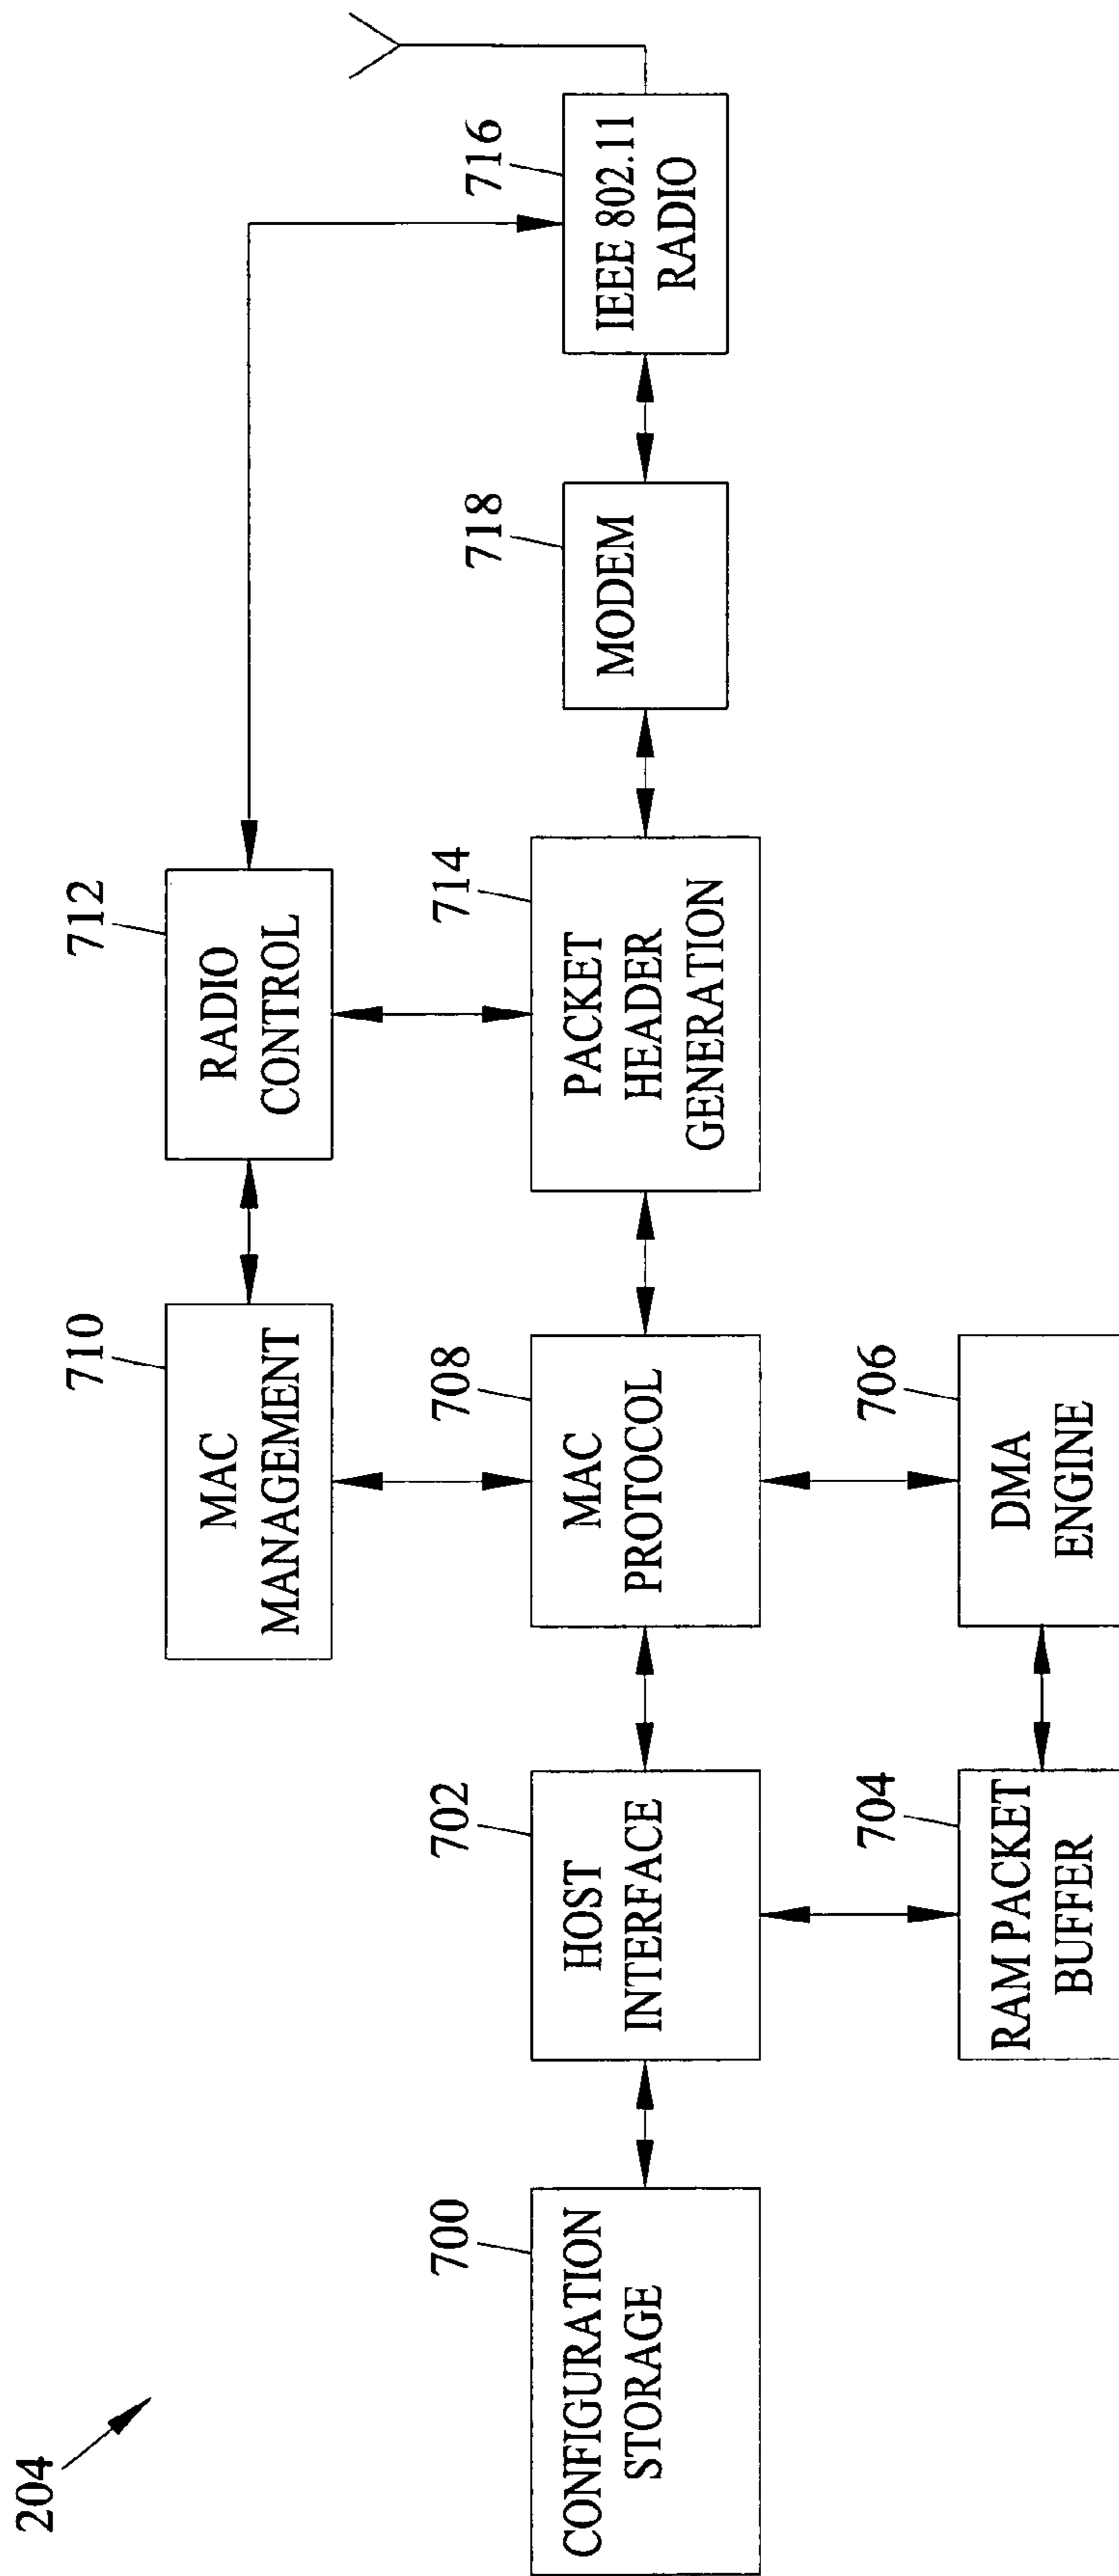 204
710
MAC
MANAGEMENT
712
RADIO
CONTROL
700
CONFIGURATION
STORAGE
702
HOST
INTERFACE
708
MAC
PROTOCOL
714
PACKET
HEADER
GENERATION
718
MODEM
716
IEEE 802.11
RADIO
704
RAM PACKET
BUFFER
706
DMA
ENGINE